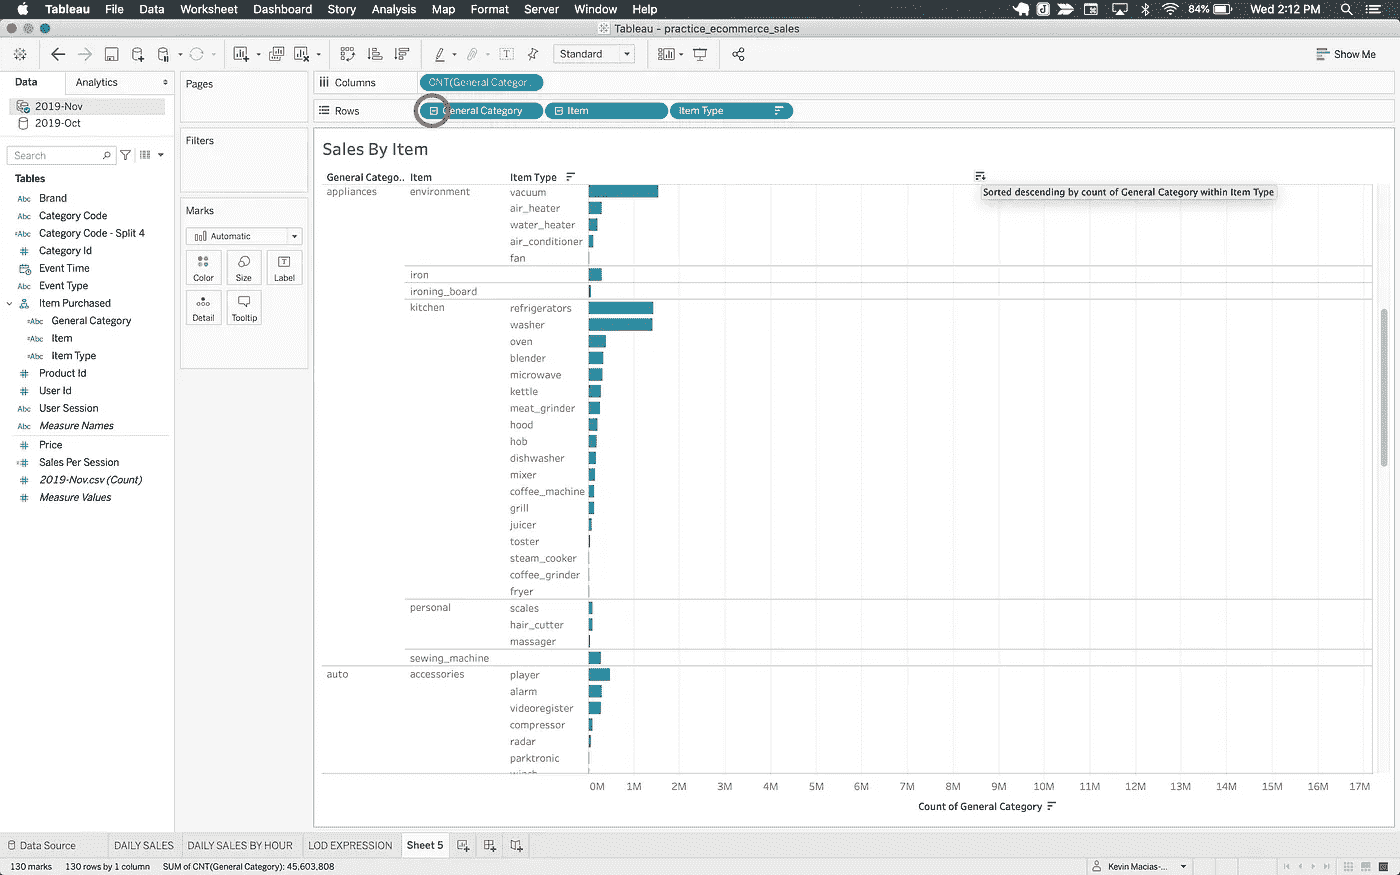 Tableau File Data Worksheet Dashboard Story Analysis Map Format Server Window Help 84% Wed 2:12 PM
Tableau - practice_ecommerce_sales
Standard Show Me
Data Analytics
2019-Nov
2019-Oct
Search
Tables
Abc Brand
Abc Category Code
=Abc Category Code - Split 4
# Category Id
Event Time
Abc Event Type
Item Purchased
=Abc General Category
=Abc Item
=Abc Item Type
# Product Id
# User Id
Abc User Session
Abc Measure Names
# Price
=# Sales Per Session
# 2019-Nov.csv (Count)
# Measure Values
Pages
Filters
Marks
Automatic
Color Size Label
Detail Tooltip
Columns CNT(General Categor..
Rows General Category Item Item Type
Sales By Item
General Catego.. Item Item Type
Sorted descending by count of General Category within Item Type
appliances environment vacuum
air_heater
water_heater
air_conditioner
fan
iron
ironing_board
kitchen refrigerators
washer
oven
blender
microwave
kettle
meat_grinder
hood
hob
dishwasher
mixer
coffee_machine
grill
juicer
toster
steam_cooker
coffee_grinder
fryer
personal scales
hair_cutter
massager
sewing_machine
auto accessories player
alarm
videoregister
compressor
radar
parktronic
winch
0M 1M 2M 3M 4M 5M 6M 7M 8M 9M 10M 11M 12M 13M 14M 15M 16M 17M
Count of General Category
Data Source DAILY SALES DAILY SALES BY HOUR LOD EXPRESSION Sheet 5
130 marks 130 rows by 1 column SUM of CNT(General Category): 45,603,808 Kevin Macias-...